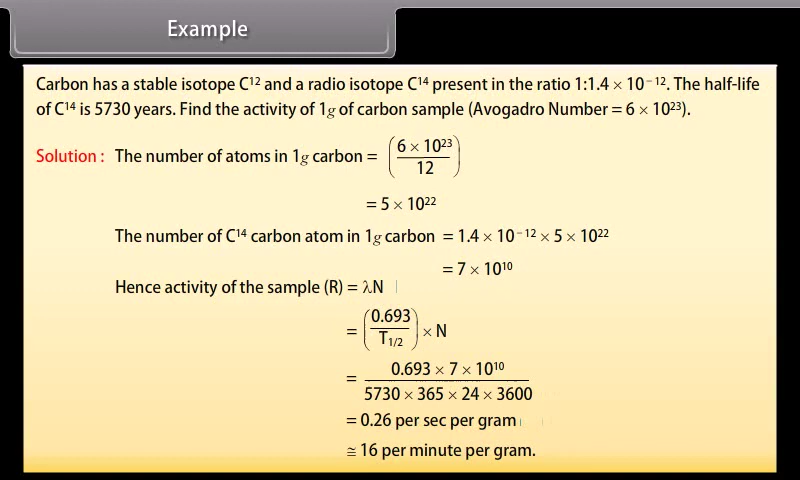 Example
Carbon has a stable isotope C¹² and a radio isotope C¹⁴ present in the ratio 1:1.4 × 10⁻¹². The half-life
of C¹⁴ is 5730 years. Find the activity of 1g of carbon sample (Avogadro Number = 6 × 10²³).
Solution : The number of atoms in 1g carbon = (6 × 10²³ / 12)
= 5 × 10²²
The number of C¹⁴ carbon atom in 1g carbon = 1.4 × 10⁻¹² × 5 × 10²²
= 7 × 10¹⁰
Hence activity of the sample (R) = λN
= (0.693 / T₁/₂) × N
= 0.693 × 7 × 10¹⁰ / 5730 × 365 × 24 × 3600
= 0.26 per sec per gram
≅ 16 per minute per gram.